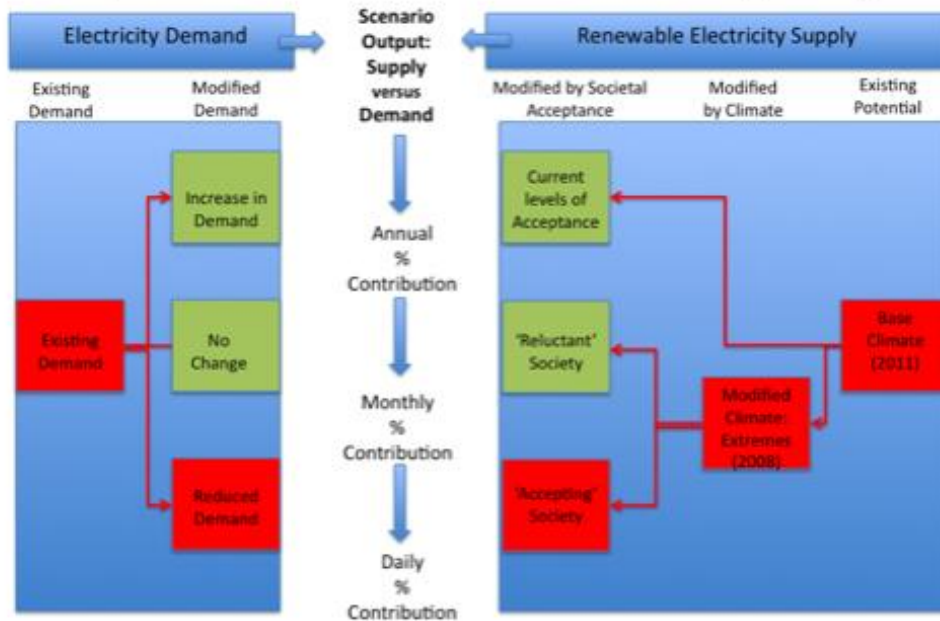 Electricity Demand
Scenario
Output:
Supply
versus
Demand
Renewable Electricity Supply
Existing
Demand
Modified
Demand
Modified by Societal
Acceptance
Modified
by Climate
Existing
Potential
Increase in
Demand
Existing
Demand
No
Change
Reduced
Demand
Annual
%
Contribution
Monthly
%
Contribution
Daily
%
Contribution
Current
levels of
Acceptance
'Reluctant'
Society
'Accepting'
Society
Modified
Climate:
Extremes
(2008)
Base
Climate
(2011)